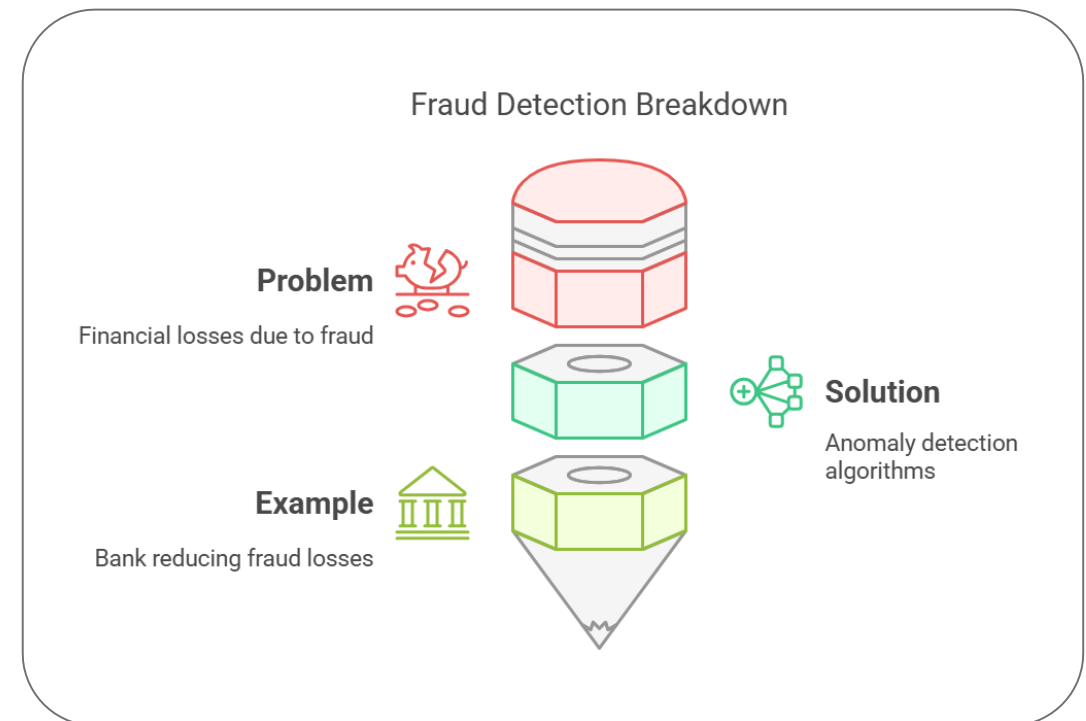 Fraud Detection Breakdown
Problem
Financial losses due to fraud
Solution
Anomaly detection
algorithms
Example
Bank reducing fraud losses